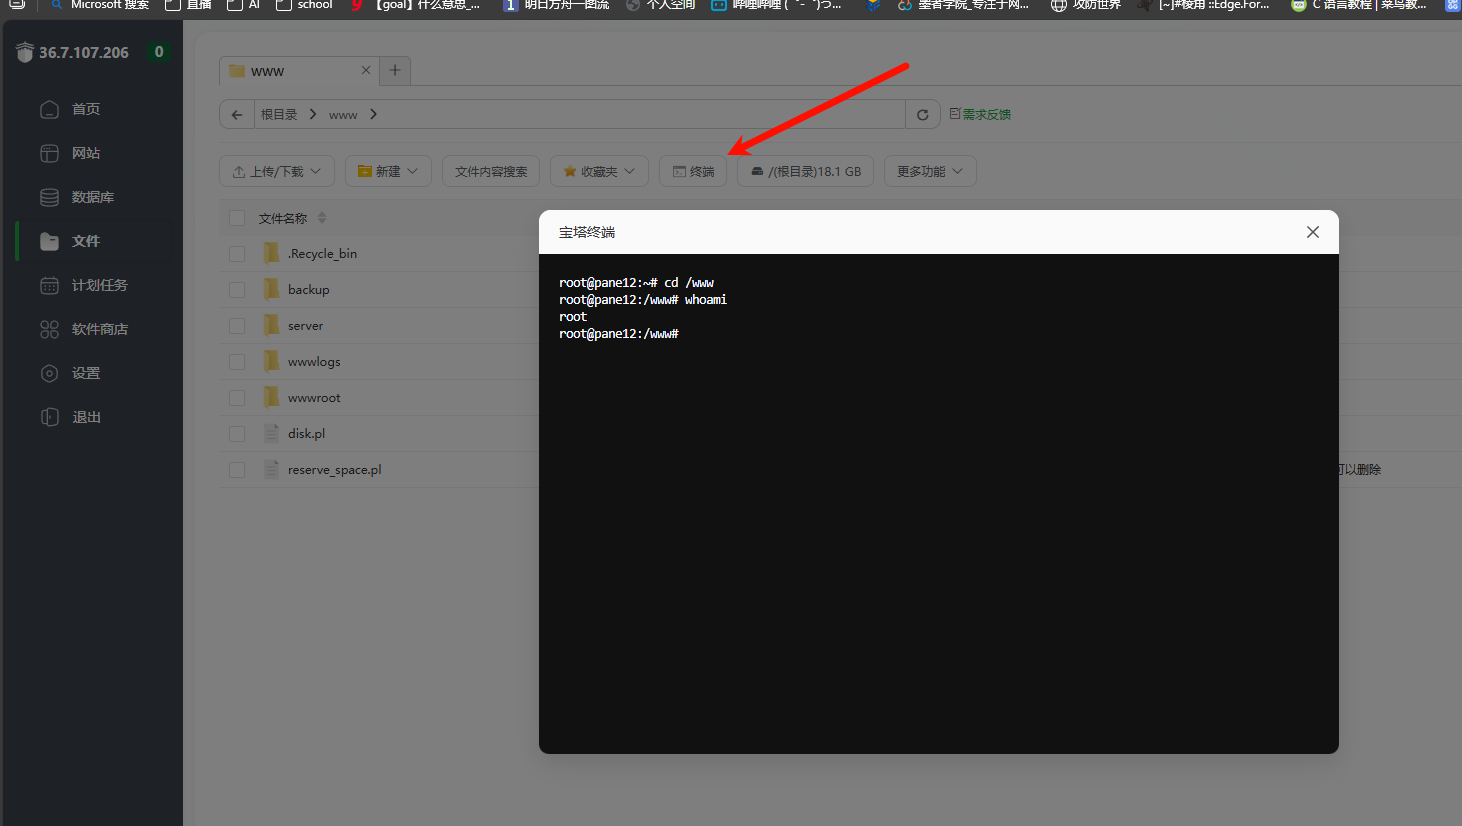 Microsoft 搜索 直播 AI school 【goal】什么意思_... 明日方舟一图流 个人空间 哔哩哔哩 (゜-゜)つ... 墨者学院_专注于网... 攻防世界 C 语言教程 | 菜鸟教...
36.7.107.206 0
首页
网站
数据库
文件
计划任务
软件商店
设置
退出
www
根目录 www 需求反馈
上传/下载 新建 文件内容搜索 收藏夹 终端 /(根目录)18.1 GB 更多功能
文件名称
.Recycle_bin
backup
server
wwwlogs
wwwroot
disk.pl
reserve_space.pl 可以删除
宝塔终端
root@pane12:~# cd /www
root@pane12:/www# whoami
root
root@pane12:/www#